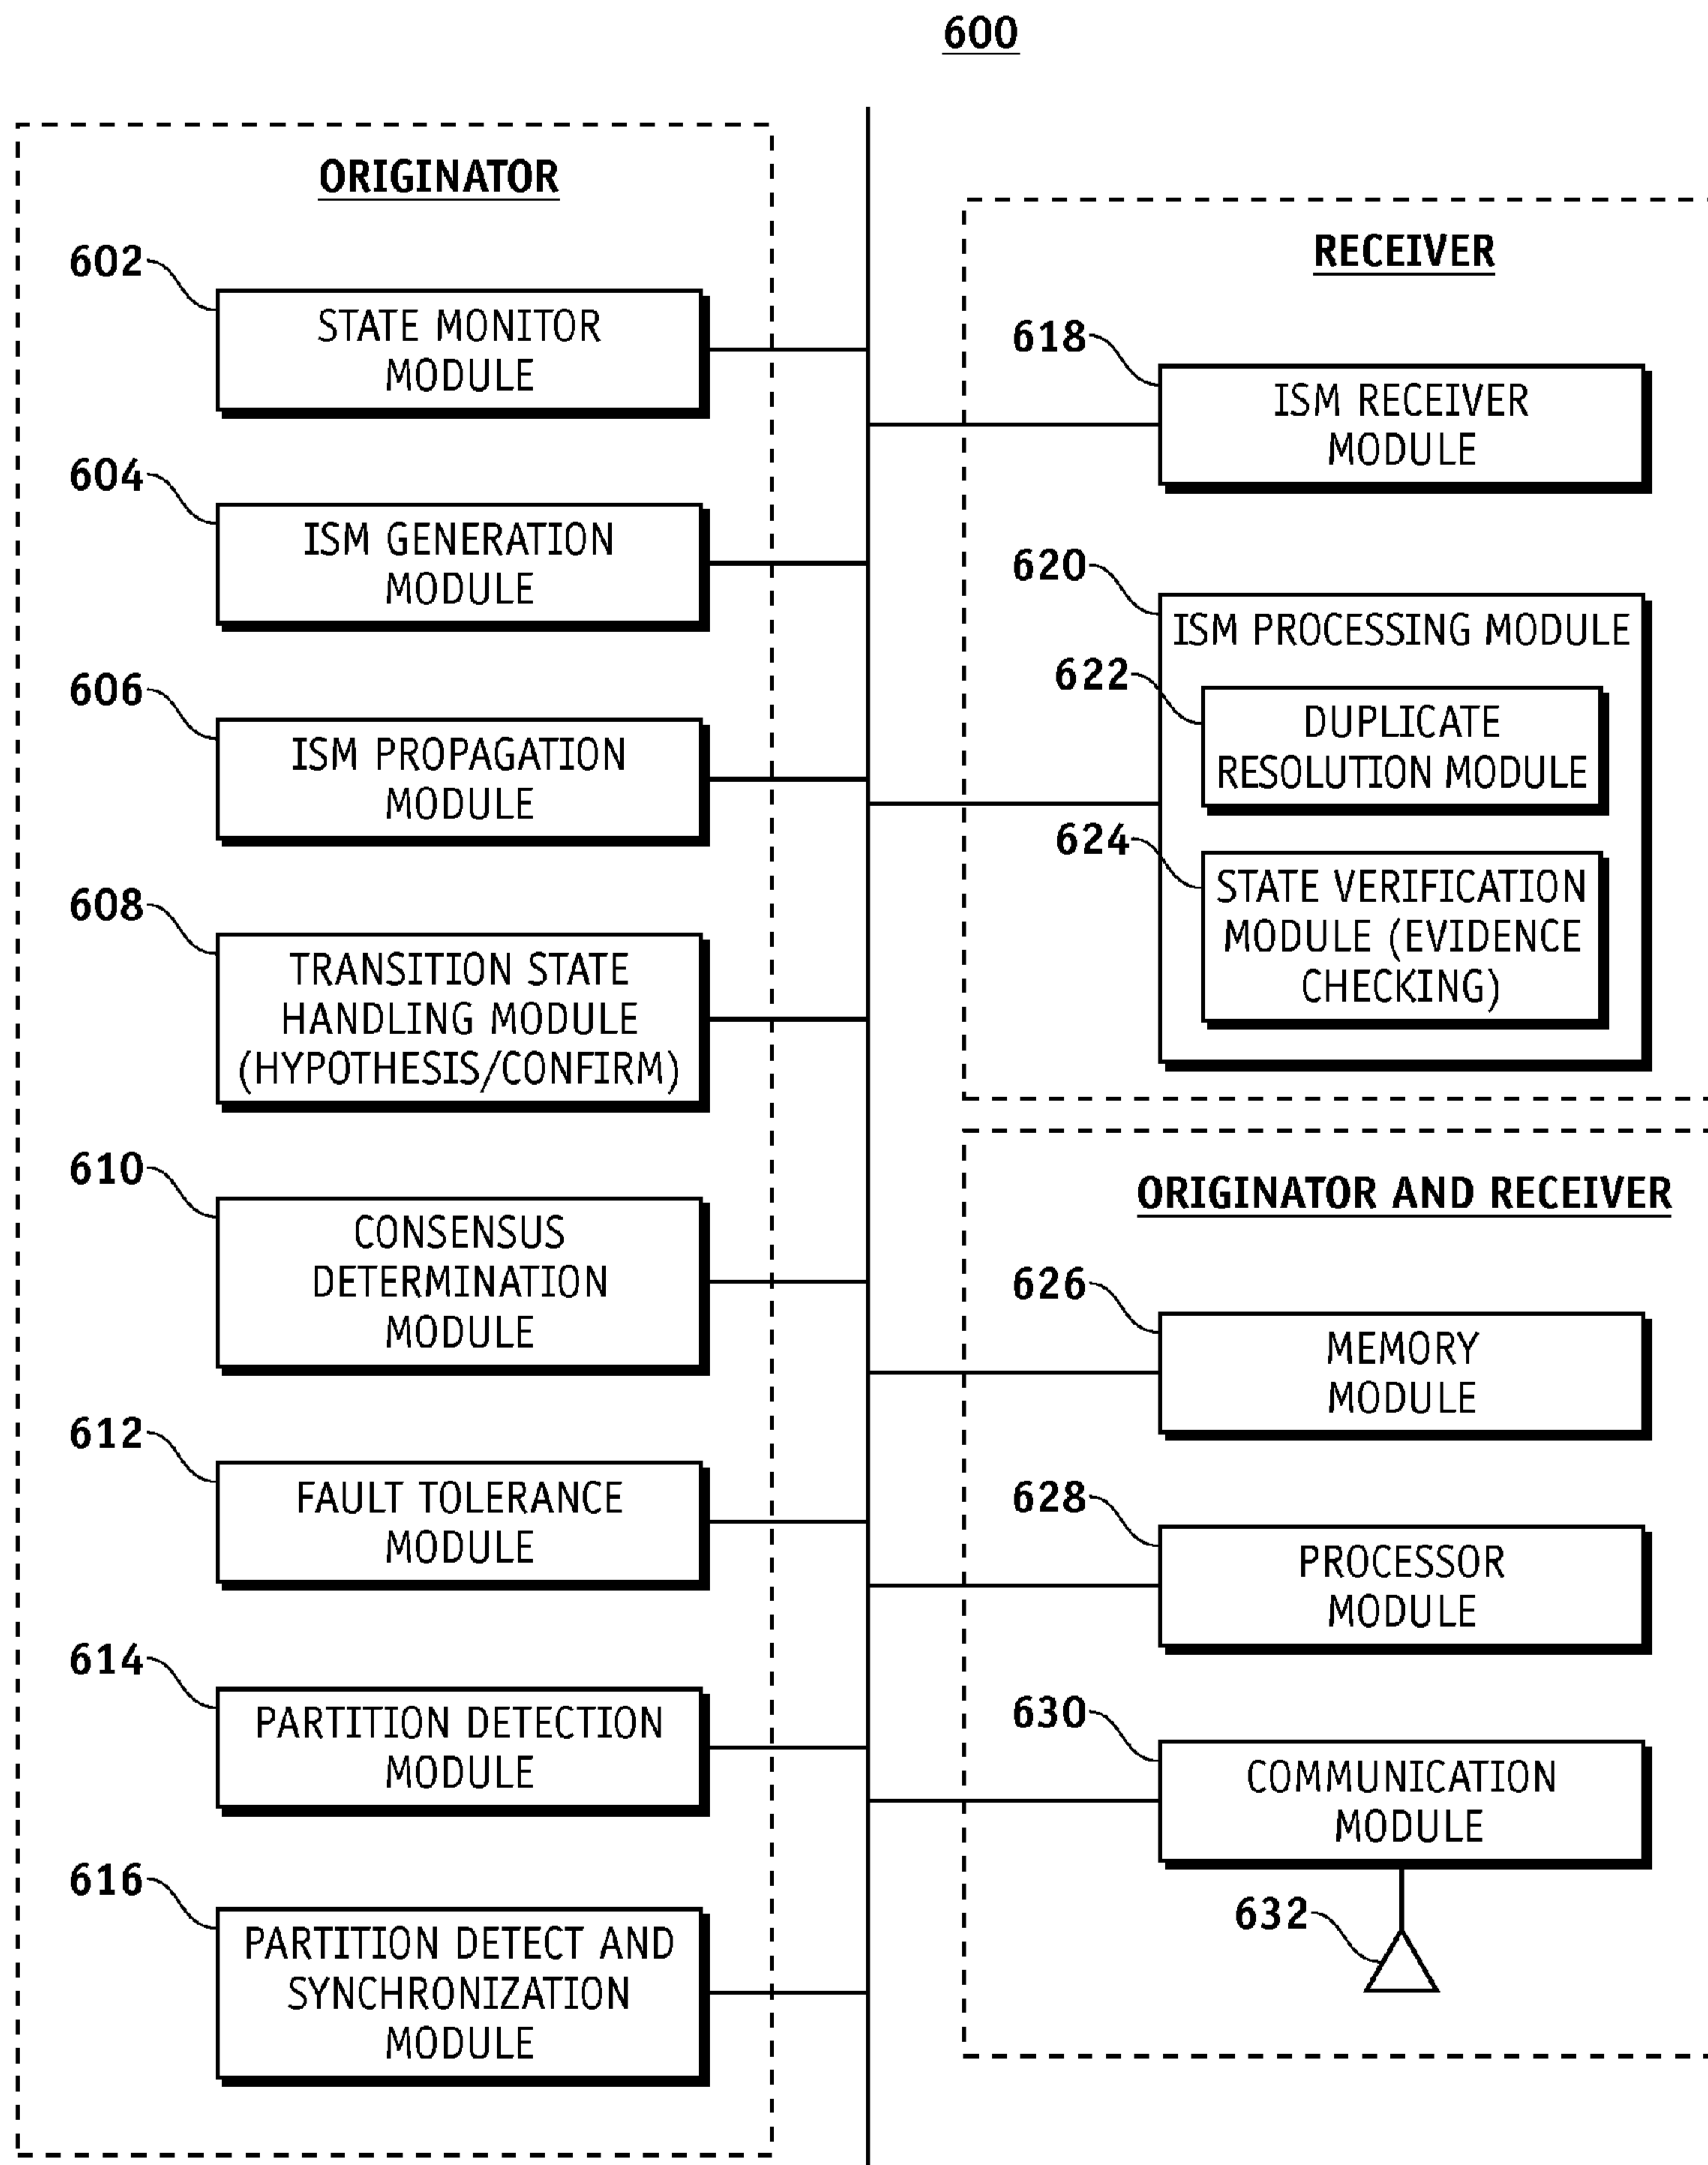 600
ORIGINATOR
602
STATE MONITOR
MODULE
604
ISM GENERATION
MODULE
606
ISM PROPAGATION
MODULE
608
TRANSITION STATE
HANDLING MODULE
(HYPOTHESIS/CONFIRM)
610
CONSENSUS
DETERMINATION
MODULE
612
FAULT TOLERANCE
MODULE
614
PARTITION DETECTION
MODULE
616
PARTITION DETECT AND
SYNCHRONIZATION
MODULE
RECEIVER
618
ISM RECEIVER
MODULE
620
ISM PROCESSING MODULE
622
DUPLICATE
RESOLUTION MODULE
624
STATE VERIFICATION
MODULE (EVIDENCE
CHECKING)
ORIGINATOR AND RECEIVER
626
MEMORY
MODULE
628
PROCESSOR
MODULE
630
COMMUNICATION
MODULE
632